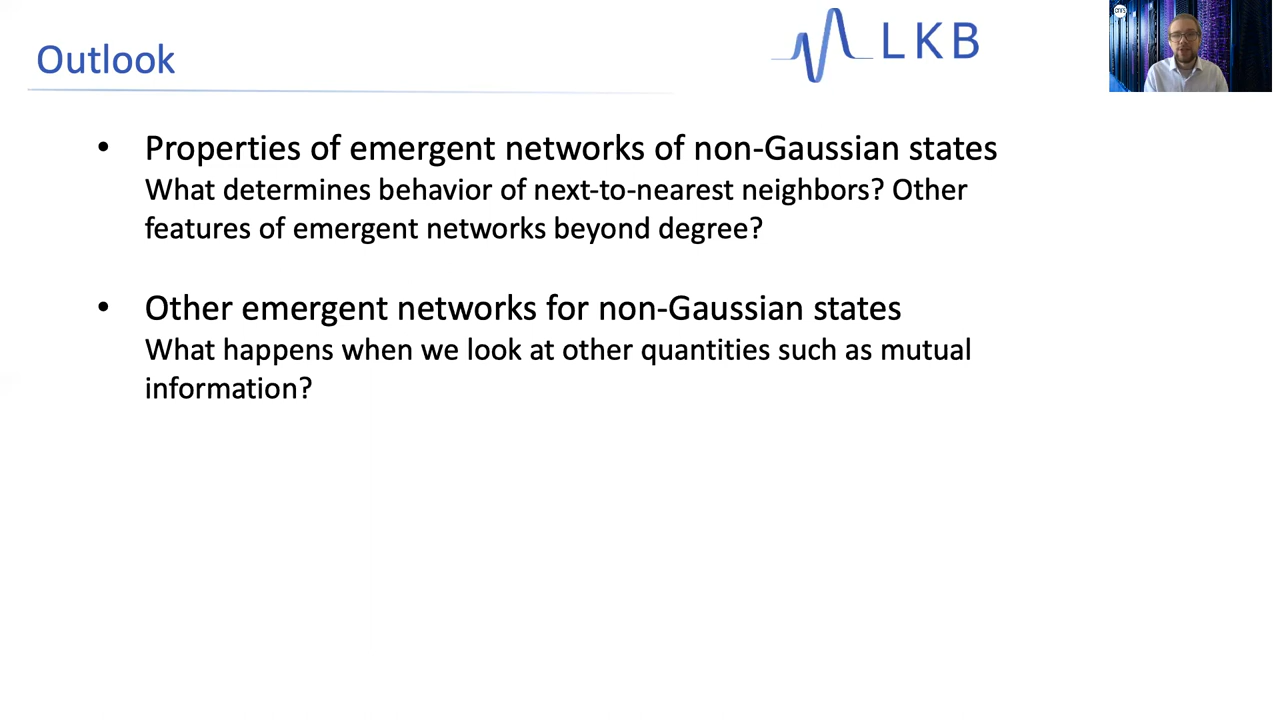 Outlook
LKB
cnrs
• Properties of emergent networks of non-Gaussian states
What determines behavior of next-to-nearest neighbors? Other
features of emergent networks beyond degree?
• Other emergent networks for non-Gaussian states
What happens when we look at other quantities such as mutual
information?